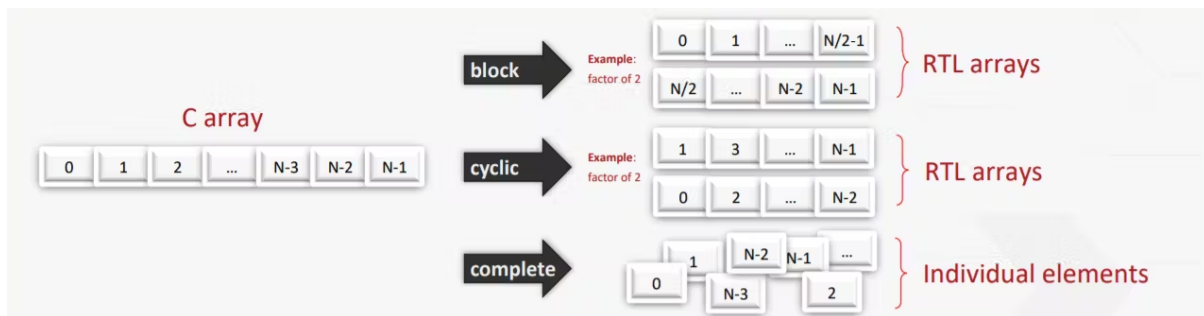 C array
0 1 2 ... N-3 N-2 N-1
block
Example:
factor of 2
0 1 ... N/2-1
N/2 ... N-2 N-1
RTL arrays
cyclic
Example:
factor of 2
1 3 ... N-1
0 2 ... N-2
RTL arrays
complete
1 N-2 N-1 ...
0 N-3 2
Individual elements